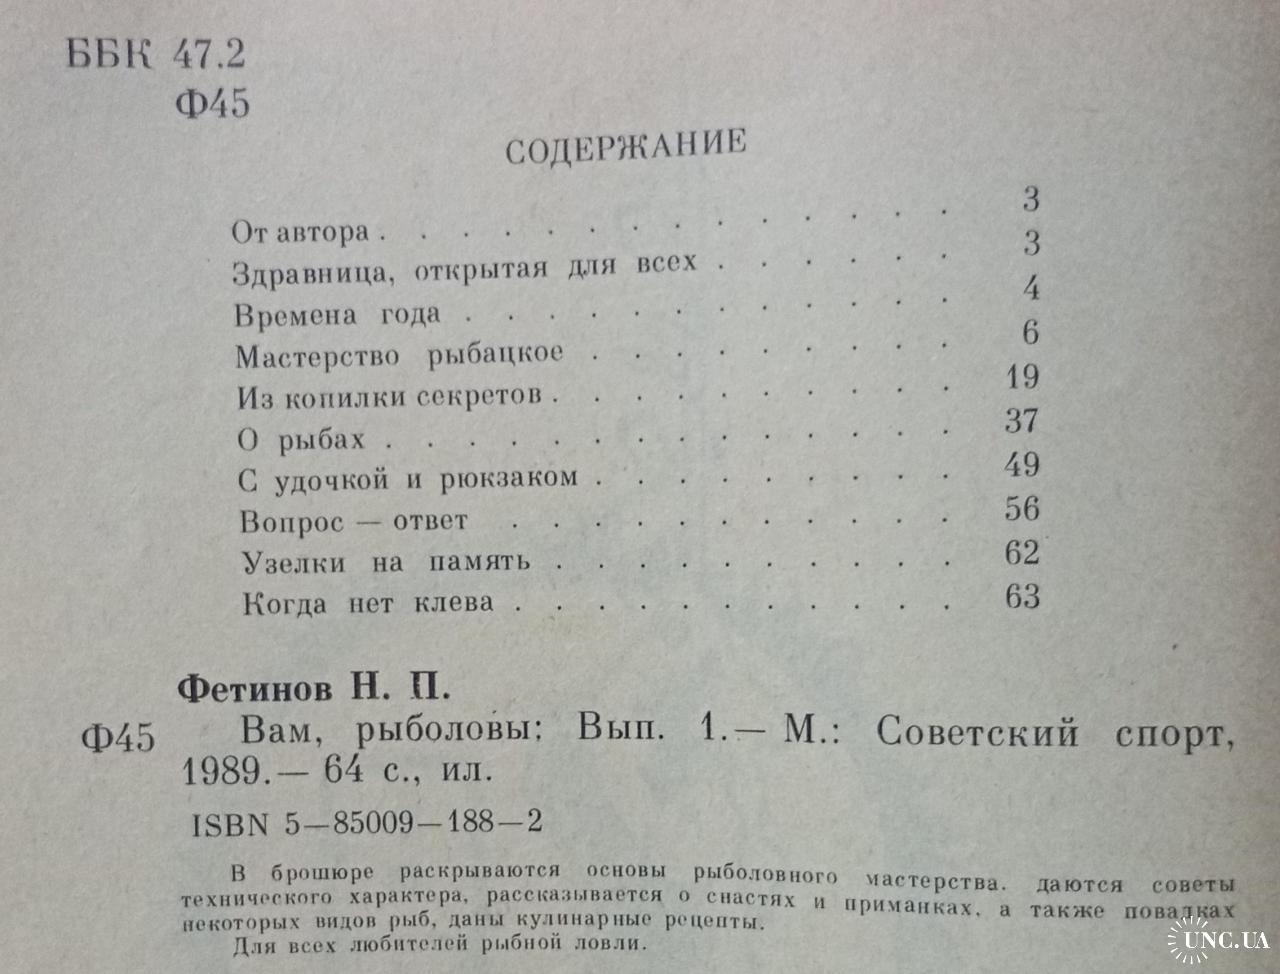 ББК 47.2
Ф45
СОДЕРЖАНИЕ
От автора . . . . . . . . . . . . 3
Здравница, открытая для всех . . . . . . 3
Времена года . . . . . . . . . . . 4
Мастерство рыбацкое . . . . . . . . . 6
Из копилки секретов . . . . . . . . . . 19
О рыбах . . . . . . . . . . . . 37
С удочкой и рюкзаком . . . . . . . . . 49
Вопрос — ответ . . . . . . . . . . . 56
Узелки на память . . . . . . . . . . 62
Когда нет клева . . . . . . . . . . . 63
Фетинов Н. П.
Ф45 Вам, рыболовы: Вып. 1.— М.: Советский спорт,
1989.— 64 с., ил.
ISBN 5—85009—188—2
В брошюре раскрываются основы рыболовного мастерства. даются советы
технического характера, рассказывается о снастях и приманках, а также повадках
некоторых видов рыб, даны кулинарные рецепты.
Для всех любителей рыбной ловли.
UNC.UA